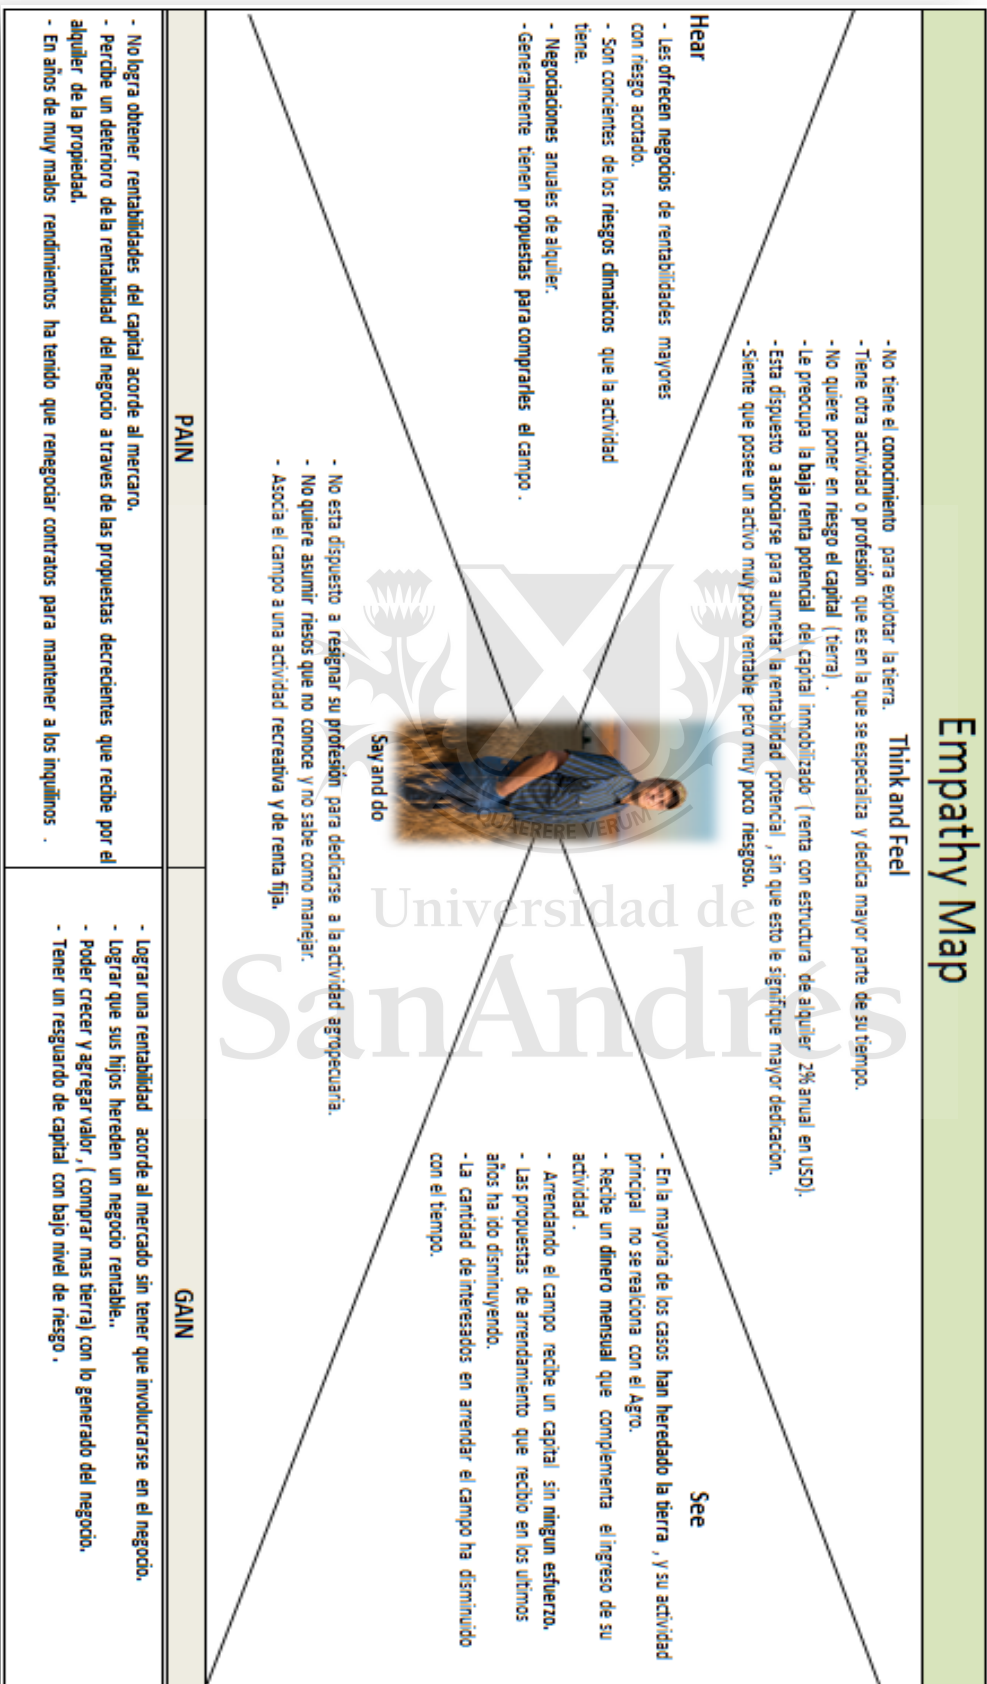 Empathy Map
Think and Feel
- No tiene el conocimiento para explotar la tierra.
- Tiene otra actividad o profesión que es en la que se especializa y dedica mayor parte de su tiempo.
- No quiere poner en riesgo el capital ( tierra) .
- Le preocupa la baja renta potencial del capital inmobilizado ( renta con estructura de alquiler 2% anual en USD).
- Esta dispuesto a asociarse para aumetar la rentabilidad potencial , sin que esto le signifique mayor dedicacion.
- Siente que posee un activo muy poco rentable pero muy poco riesgoso.
Hear
- Les ofrecen negocios de rentabilidades mayores
con riesgo acotado.
- Son concientes de los riesgos climaticos que la actividad
tiene.
- Negociaciones anuales de alquiler.
- Generalmente tienen propuestas para comprarles el campo .
See
- En la mayoria de los casos han heredado la tierra , y su actividad
principal no se realciona con el Agro.
- Recibe un dinero mensual que complementa el ingreso de su
actividad .
- Arrendando el campo recibe un capital sin ningun esfuerzo.
- Las propuestas de arrendamiento que recibio en los ultimos
años ha ido disminuyendo.
- La cantidad de interesados en arrendar el campo ha disminuido
con el tiempo.
Say and do
- No esta dispuesto a resignar su profesión para dedicarse a la actividad agropecuaria.
- No quiere asumir riesos que no conoce y no sabe como manejar.
- Asocia el campo a una actividad recreativa y de renta fija.
PAIN
- No logra obtener rentabilidades del capital acorde al mercaro.
- Percibe un deterioro de la rentabilidad del negocio a traves de las propuestas decrecientes que recibe por el
alquiler de la propiedad.
- En años de muy malos rendimientos ha tenido que renegociar contratos para mantener a los inquilinos .
GAIN
- Lograr una rentabilidad acorde al mercado sin tener que involucrarse en el negocio.
- Lograr que sus hijos hereden un negocio rentable..
- Poder crecer y agregar valor , ( comprar mas tierra) con lo generado del negocio.
- Tener un resguardo de capital con bajo nivel de riesgo .
QUAERERE VERUM
Universidad de
SanAndrés